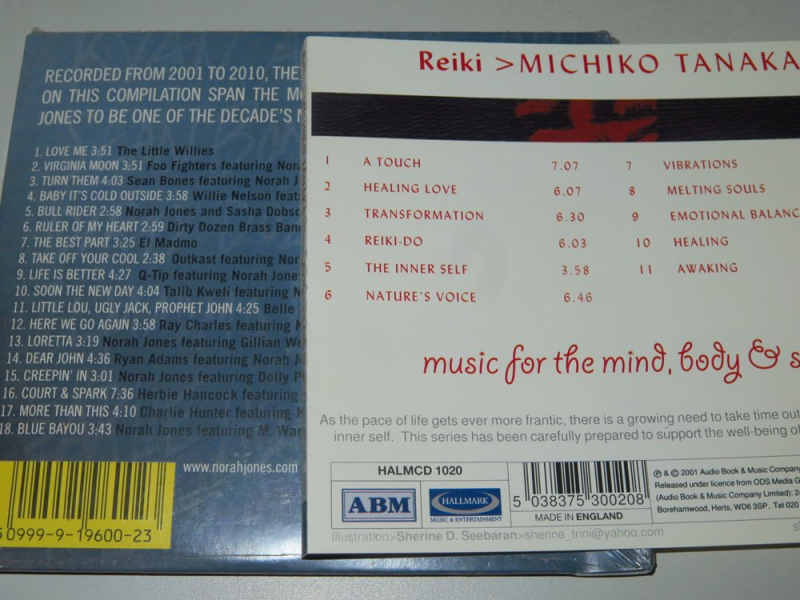 RECORDED FROM 2001 TO 2010, THE
ON THIS COMPILATION SPAN THE
JONES TO BE ONE OF THE DECADE'S
1. LOVE ME 3:51 The Little Willies
2. VIRGINIA MOON 3:51 Foo Fighters featuring
3. TURN THEM 4:03 Sean Bones featuring Norah
4. BABY IT'S COLD OUTSIDE 3:58 Willie Nelson
5. BULL RIDER 2:58 Norah Jones and Sasha
6. RULER OF MY HEART 2:59 Dirty Dozen Brass
7. THE BEST PART 3:25 El Madmo
8. TAKE OFF YOUR COOL 2:38 Outkast featuring
9. LIFE IS BETTER 4:27 Q-Tip featuring Norah
10. SOON THE NEW DAY 4:04 Talib Kweli featuring
11. LITTLE LOU, UGLY JACK, PROPHET JOHN 4:25 Belle
12. HERE WE GO AGAIN 3:58 Ray Charles featuring
13. LORETTA 3:19 Norah Jones featuring Gillian
14. DEAR JOHN 4:36 Ryan Adams featuring Norah
15. CREEPIN' IN 3:01 Norah Jones featuring Dolly
16. COURT & SPARK 7:36 Herbie Hancock featuring
17. MORE THAN THIS 4:10 Charlie Hunter featuring
18. BLUE BAYOU 3:43 Norah Jones featuring M. War
www.norahjones.com
50999-9-19600-23
Reiki >MICHIKO TANAKA
1 A TOUCH 7.07
2 HEALING LOVE 6.07
3 TRANSFORMATION 6.30
4 REIKI-DO 6.03
5 THE INNER SELF 3.58
6 NATURE'S VOICE 6.46
7 VIBRATIONS
8 MELTING SOULS
9 EMOTIONAL BALANC
10 HEALING
11 AWAKING
music for the mind, body & s
As the pace of life gets ever more frantic, there is a growing need to take time out
inner self. This series has been carefully prepared to support the well-being of
HALMCD 1020
ABM
HALLMARK
MUSIC & ENTERTAINMENT
5 038375 300208
MADE IN ENGLAND
℗ & © 2001 Audio Book & Music Company
Released under licence from ODS Media G
(Audio Book & Music Company Limited: 2
Borehamwood, Herts, WD6 3SP. Tel 020
Illustration>Sherine D. Seebaran>sherine_trini@yahoo.com